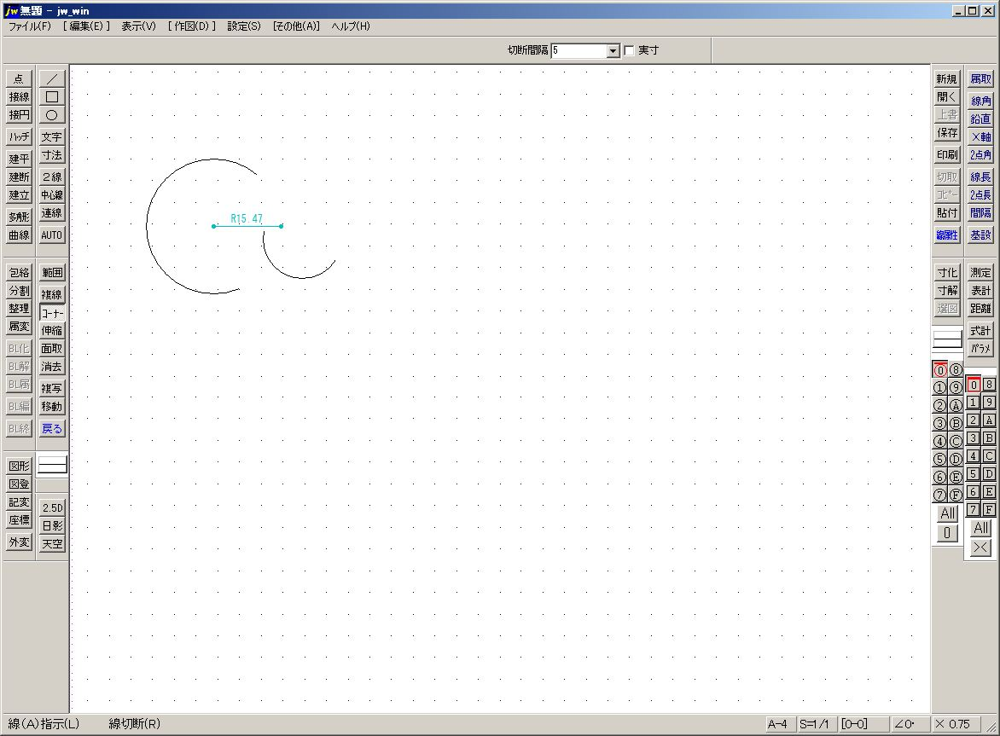 jw 無題 - jw_win
ファイル(F) [編集(E)] 表示(V) [作図(D)] 設定(S) [その他(A)] ヘルプ(H)
切断間隔 5 実寸
点 ／
接線 □
接円 ○
ハッチ 文字
建平 寸法
建断 2線
建立 中心線
多角形 連線
曲線 AUTO
包絡 範囲
分割 複線
整理 コーナー
属変 伸縮
BL化 面取
BL解 消去
BL属 複写
BL編 移動
BL終 戻る
図形
図登
記変 2.5D
座標 日影
外変 天空
R15.47
新規 属取
開く 線角
上書 鉛直
保存 ×軸
印刷 2点角
切取 線長
コピー 2点長
貼付 間隔
線属性 基設
寸化 測定
寸解 表計
選図 距離
式計
パラメ
0 8
1 9
2 A
3 B
4 C
5 D
6 E
7 F
All
0
0 8
1 9
2 A
3 B
4 C
5 D
6 E
7 F
All
×
線(A)指示(L) 線切断(R) A-4 S=1/1 [0-0] ∠0° × 0.75